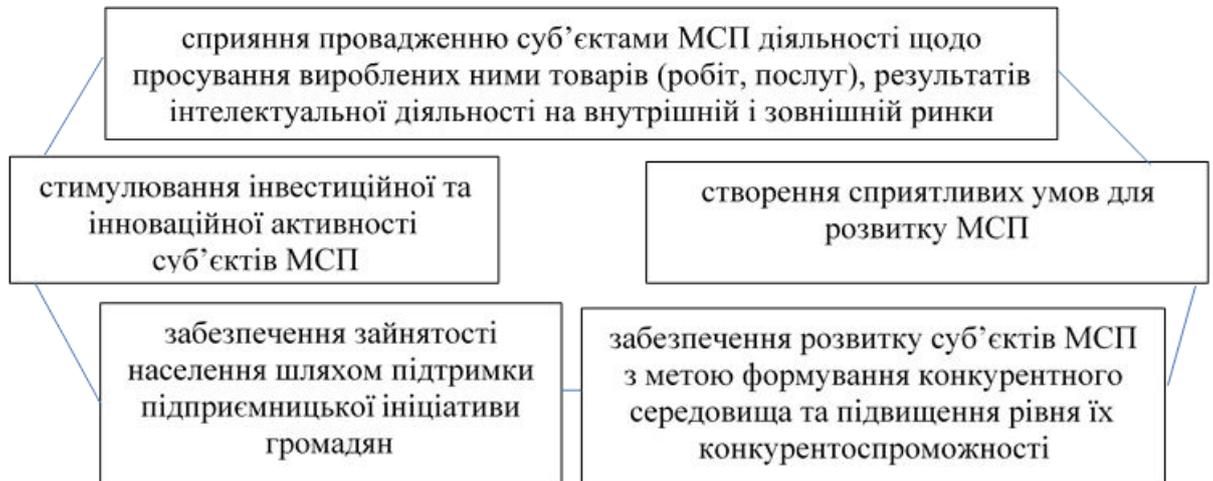 сприяння провадженню суб’єктами МСП діяльності щодо
просування вироблених ними товарів (робіт, послуг), результатів
інтелектуальної діяльності на внутрішній і зовнішній ринки
стимулювання інвестиційної та
інноваційної активності
суб’єктів МСП
створення сприятливих умов для
розвитку МСП
забезпечення зайнятості
населення шляхом підтримки
підприємницької ініціативи
громадян
забезпечення розвитку суб’єктів МСП
з метою формування конкурентного
середовища та підвищення рівня їх
конкурентоспроможності